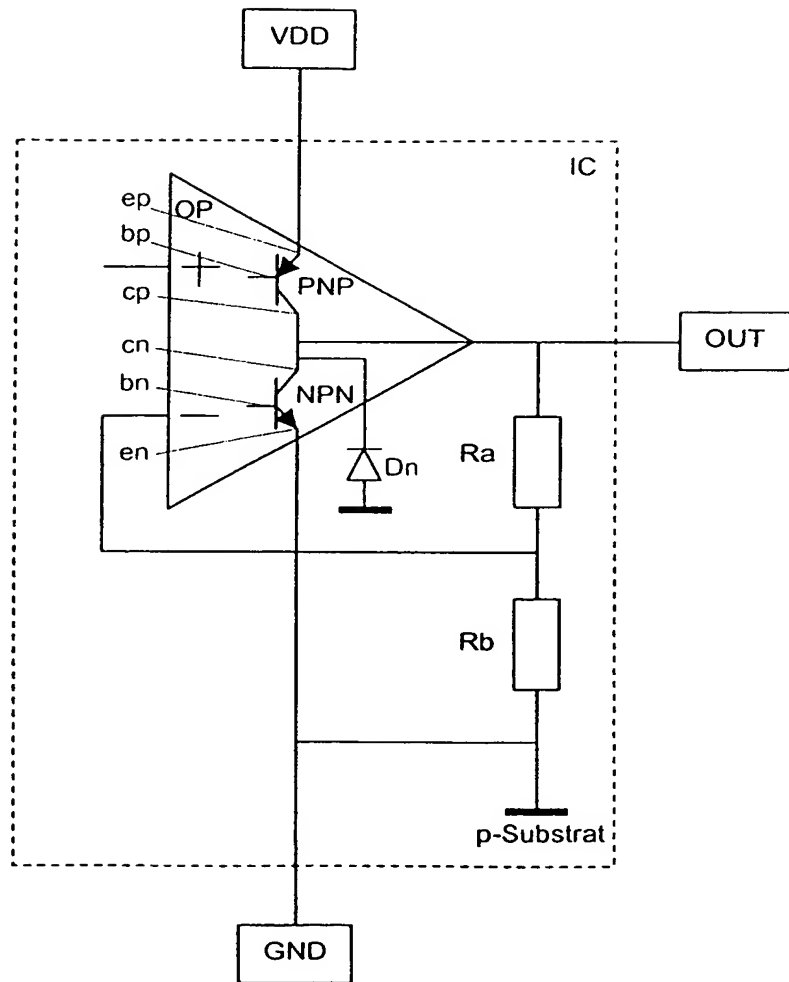 VDD
IC
ep
OP
bp
+
PNP
cp
cn
OUT
bn
NPN
−
en
Dn
Ra
Rb
p-Substrat
GND